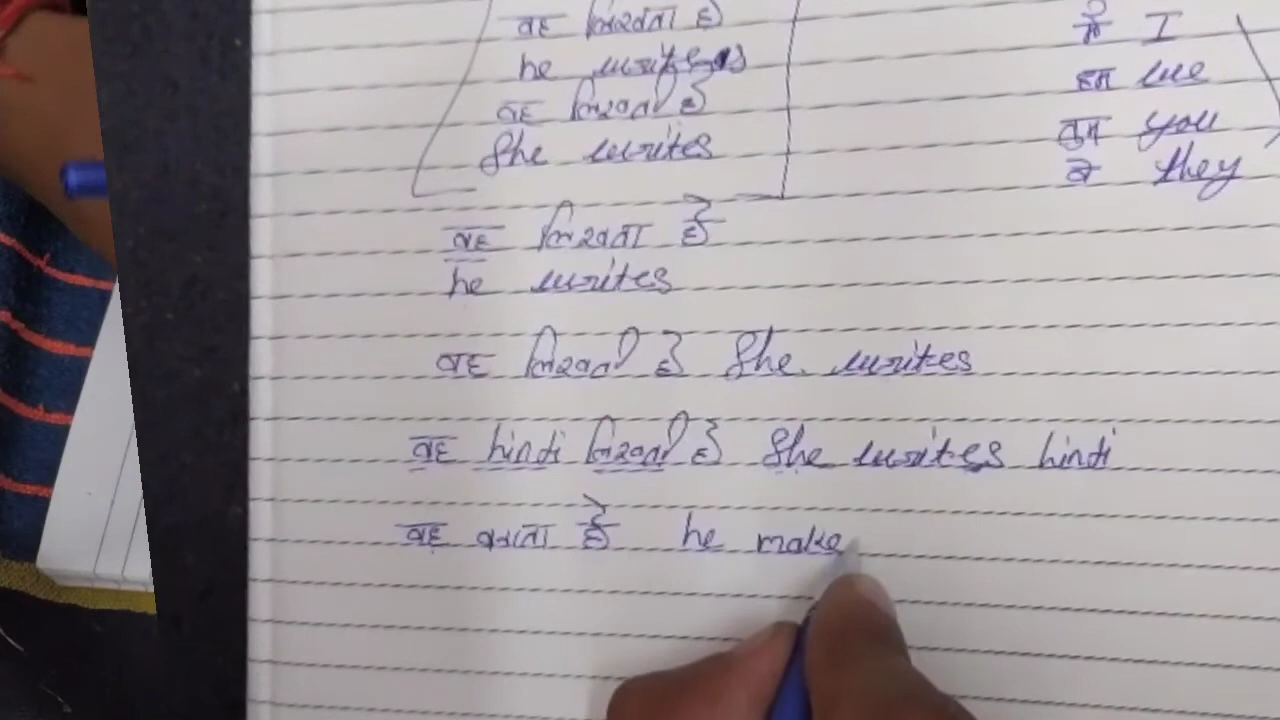 वह लिखता है
he writes
वह लिखती है
She writes
मैं I
हम we
तुम you
वे they
वह लिखता है
he writes
वह लिखती है She writes
वह hindi लिखती है She writes hindi
वह he make